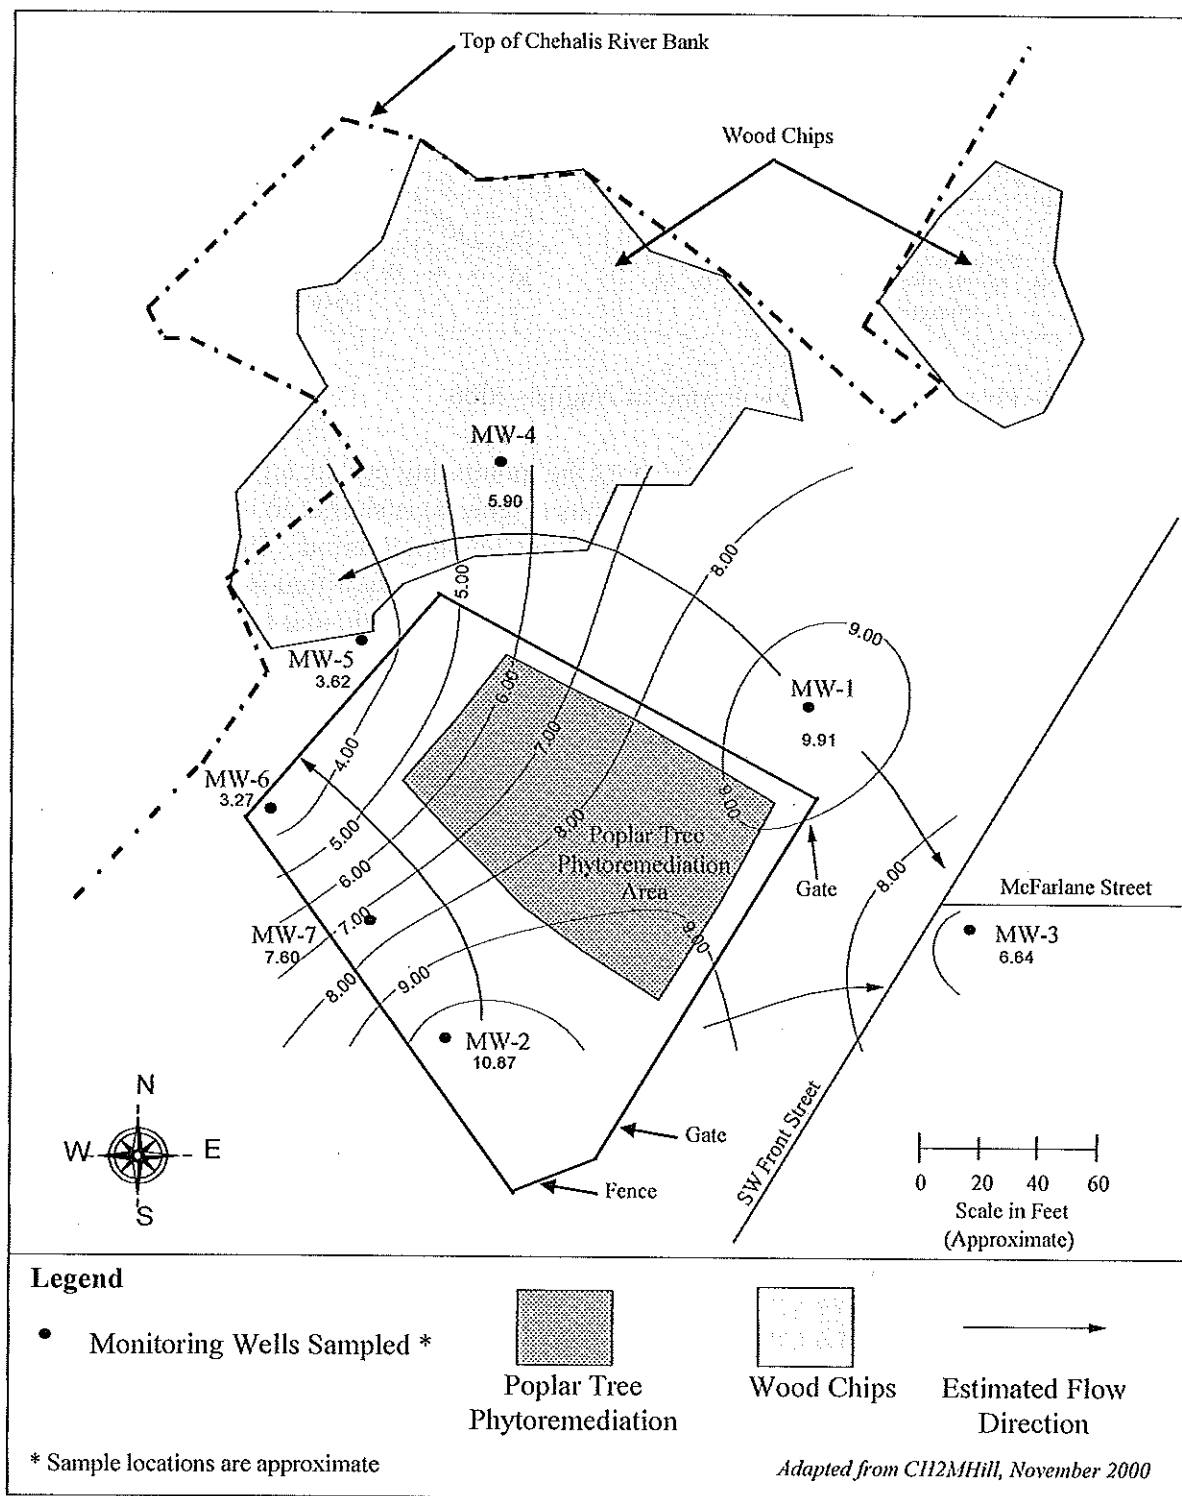 Top of Chehalis River Bank
Wood Chips
MW-4
5.90
8.00
5.00
9.00
MW-5
3.62
MW-1
9.91
6.00
7.00
4.00
MW-6
3.27
9.00
8.00
Poplar Tree
Phytoremediation
Area
5.00
Gate
8.00
McFarlane Street
6.00
7.00
MW-7
7.60
9.00
MW-3
6.64
8.00
9.00
MW-2
10.87
N
W
E
S
Gate
Fence
SW Front Street
0 20 40 60
Scale in Feet
(Approximate)
Legend
Monitoring Wells Sampled *
Poplar Tree
Phytoremediation
Wood Chips
Estimated Flow
Direction
* Sample locations are approximate
Adapted from CH2MHill, November 2000